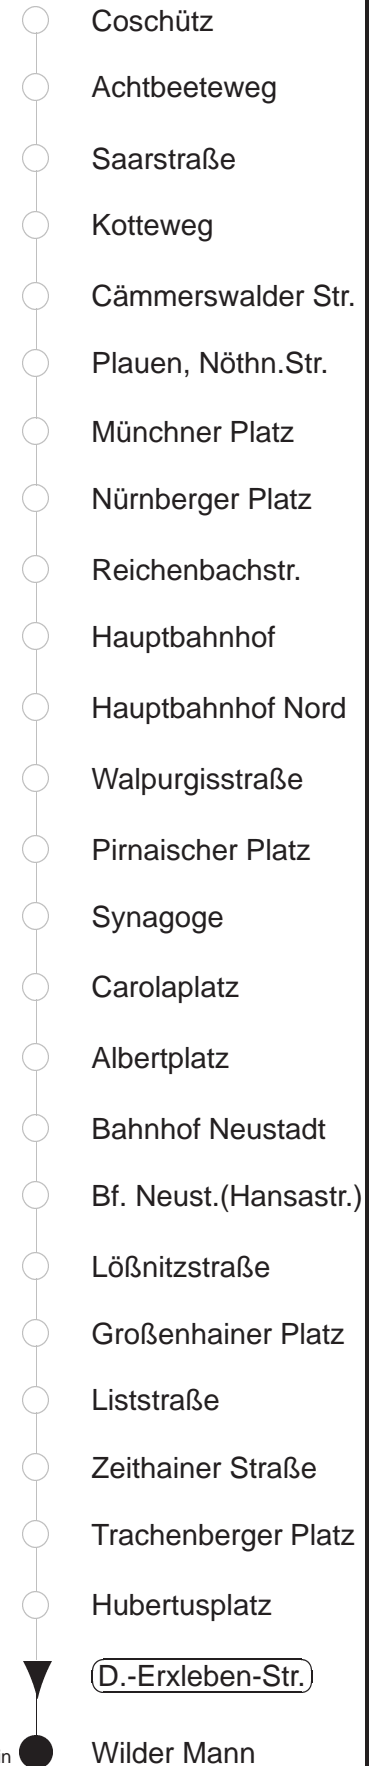 Coschütz
Achtbeeteweg
Saarstraße
Kotteweg
Cämmerswalder Str.
Plauen, Nöthn.Str.
Münchner Platz
Nürnberger Platz
Reichenbachstr.
Hauptbahnhof
Hauptbahnhof Nord
Walpurgisstraße
Pirnaischer Platz
Synagoge
Carolaplatz
Albertplatz
Bahnhof Neustadt
Bf. Neust.(Hansastr.)
Lößnitzstraße
Großenhainer Platz
Liststraße
Zeithainer Straße
Trachenberger Platz
Hubertusplatz
D.-Erxleben-Str.
Wilder Mann